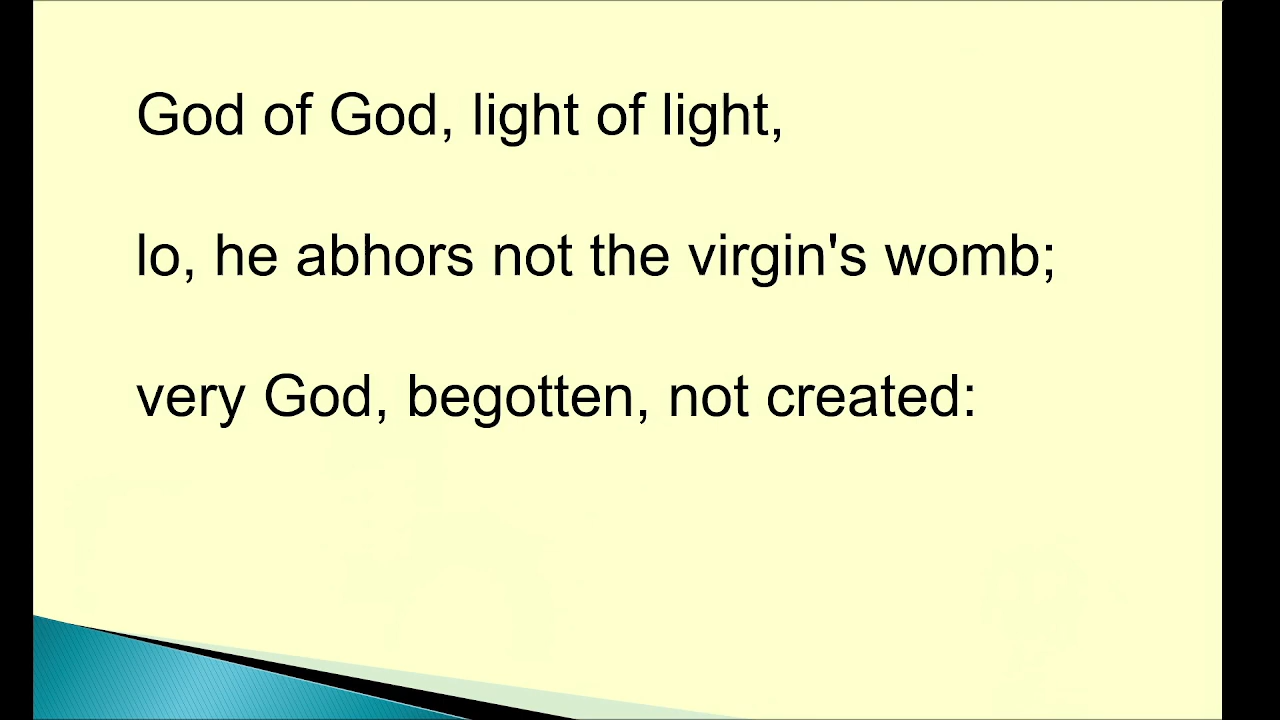 God of God, light of light,
lo, he abhors not the virgin's womb;
very God, begotten, not created: